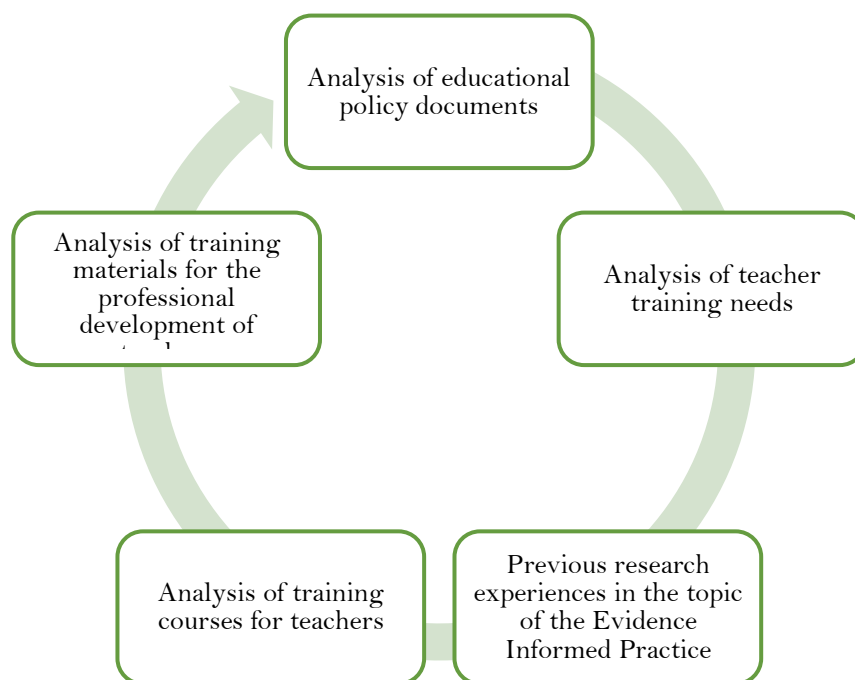 Analysis of educational
policy documents
Analysis of teacher
training needs
Previous research
experiences in the topic
of the Evidence
Informed Practice
Analysis of training
courses for teachers
Analysis of training
materials for the
professional
development of